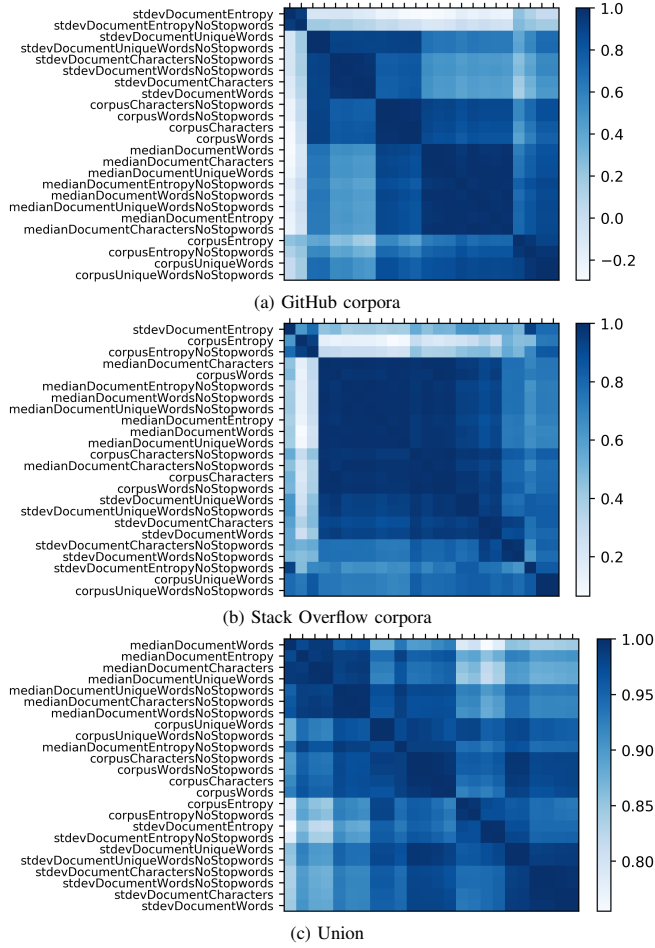 stdevDocumentEntropy
stdevDocumentEntropyNoStopwords
stdevDocumentUniqueWords
stdevDocumentUniqueWordsNoStopwords
stdevDocumentCharactersNoStopwords
stdevDocumentWordsNoStopwords
stdevDocumentCharacters
stdevDocumentWords
corpusCharactersNoStopwords
corpusWordsNoStopwords
corpusCharacters
corpusWords
medianDocumentWords
medianDocumentCharacters
medianDocumentUniqueWords
medianDocumentEntropyNoStopwords
medianDocumentWordsNoStopwords
medianDocumentUniqueWordsNoStopwords
medianDocumentEntropy
medianDocumentCharactersNoStopwords
corpusEntropy
corpusEntropyNoStopwords
corpusUniqueWords
corpusUniqueWordsNoStopwords
1.0
0.8
0.6
0.4
0.2
0.0
−0.2
(a) GitHub corpora
stdevDocumentEntropy
corpusEntropy
corpusEntropyNoStopwords
medianDocumentCharacters
corpusWords
medianDocumentEntropyNoStopwords
medianDocumentWordsNoStopwords
medianDocumentUniqueWordsNoStopwords
medianDocumentEntropy
medianDocumentWords
medianDocumentUniqueWords
corpusCharactersNoStopwords
medianDocumentCharactersNoStopwords
corpusCharacters
corpusWordsNoStopwords
stdevDocumentUniqueWords
stdevDocumentUniqueWordsNoStopwords
stdevDocumentCharacters
stdevDocumentWords
stdevDocumentCharactersNoStopwords
stdevDocumentWordsNoStopwords
stdevDocumentEntropyNoStopwords
corpusUniqueWords
corpusUniqueWordsNoStopwords
1.0
0.8
0.6
0.4
0.2
(b) Stack Overflow corpora
medianDocumentWords
medianDocumentEntropy
medianDocumentCharacters
medianDocumentUniqueWords
medianDocumentUniqueWordsNoStopwords
medianDocumentCharactersNoStopwords
medianDocumentWordsNoStopwords
corpusUniqueWords
corpusUniqueWordsNoStopwords
medianDocumentEntropyNoStopwords
corpusCharactersNoStopwords
corpusWordsNoStopwords
corpusCharacters
corpusWords
corpusEntropy
corpusEntropyNoStopwords
stdevDocumentEntropy
stdevDocumentEntropyNoStopwords
stdevDocumentUniqueWords
stdevDocumentUniqueWordsNoStopwords
stdevDocumentCharactersNoStopwords
stdevDocumentWordsNoStopwords
stdevDocumentCharacters
stdevDocumentWords
1.00
0.95
0.90
0.85
0.80
(c) Union